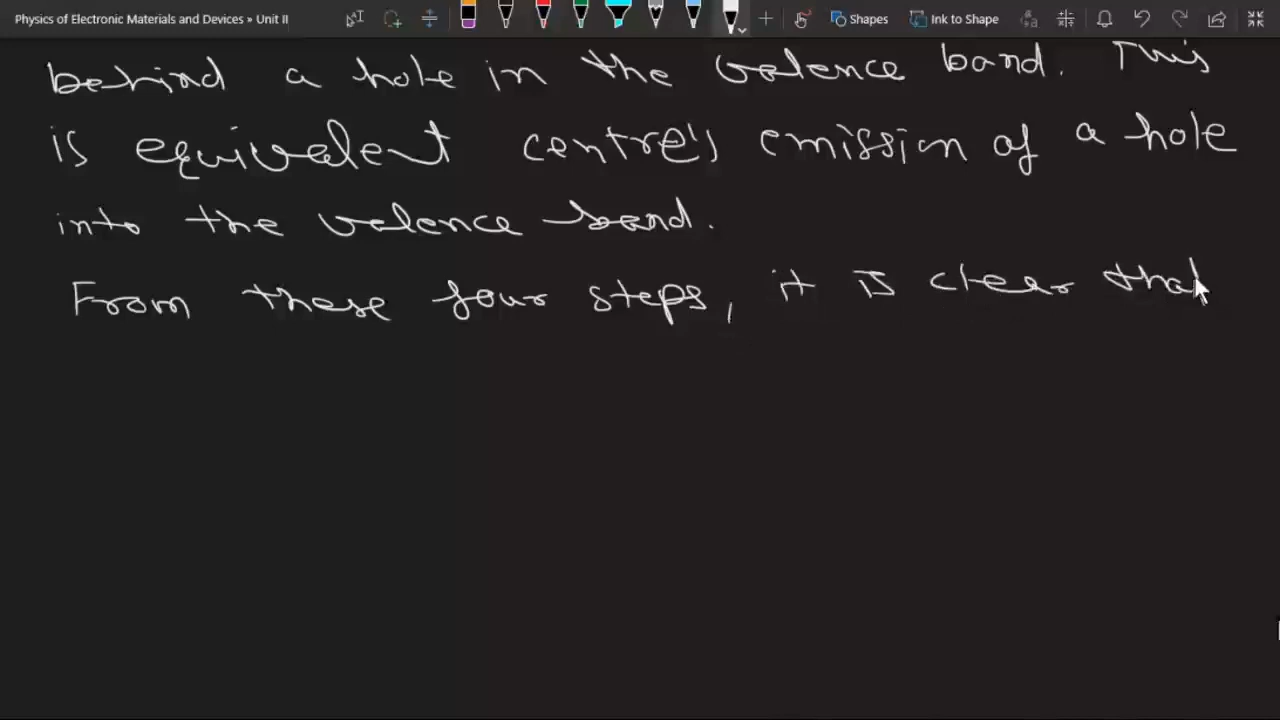 Physics of Electronic Materials and Devices » Unit II
Shapes
Ink to Shape
behind a hole in the valence band. This
is equivalent centre's emission of a hole
into the valence band.
From these four steps, it is clear that